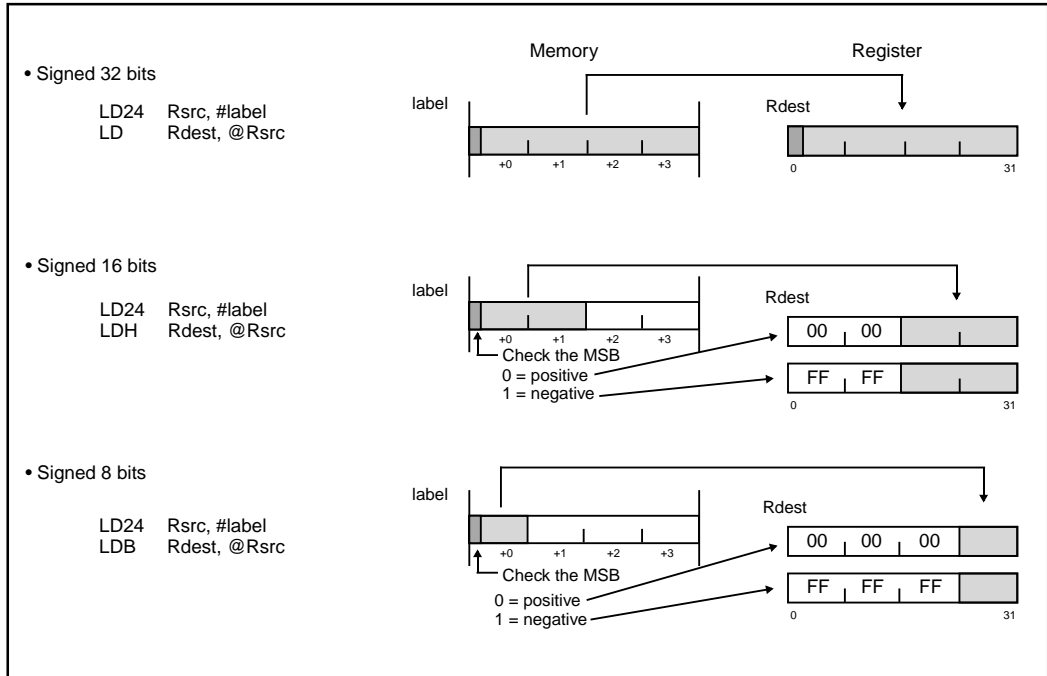 Memory Register
• Signed 32 bits
label Rdest
LD24 Rsrc, #label
LD Rdest, @Rsrc
+0 +1 +2 +3 0 31
• Signed 16 bits
label Rdest
LD24 Rsrc, #label
LDH Rdest, @Rsrc
00 00
+0 +1 +2 +3
Check the MSB
0 = positive
1 = negative
FF FF
0 31
• Signed 8 bits
label Rdest
LD24 Rsrc, #label
LDB Rdest, @Rsrc
00 00 00
+0 +1 +2 +3
Check the MSB
0 = positive
1 = negative
FF FF FF
0 31